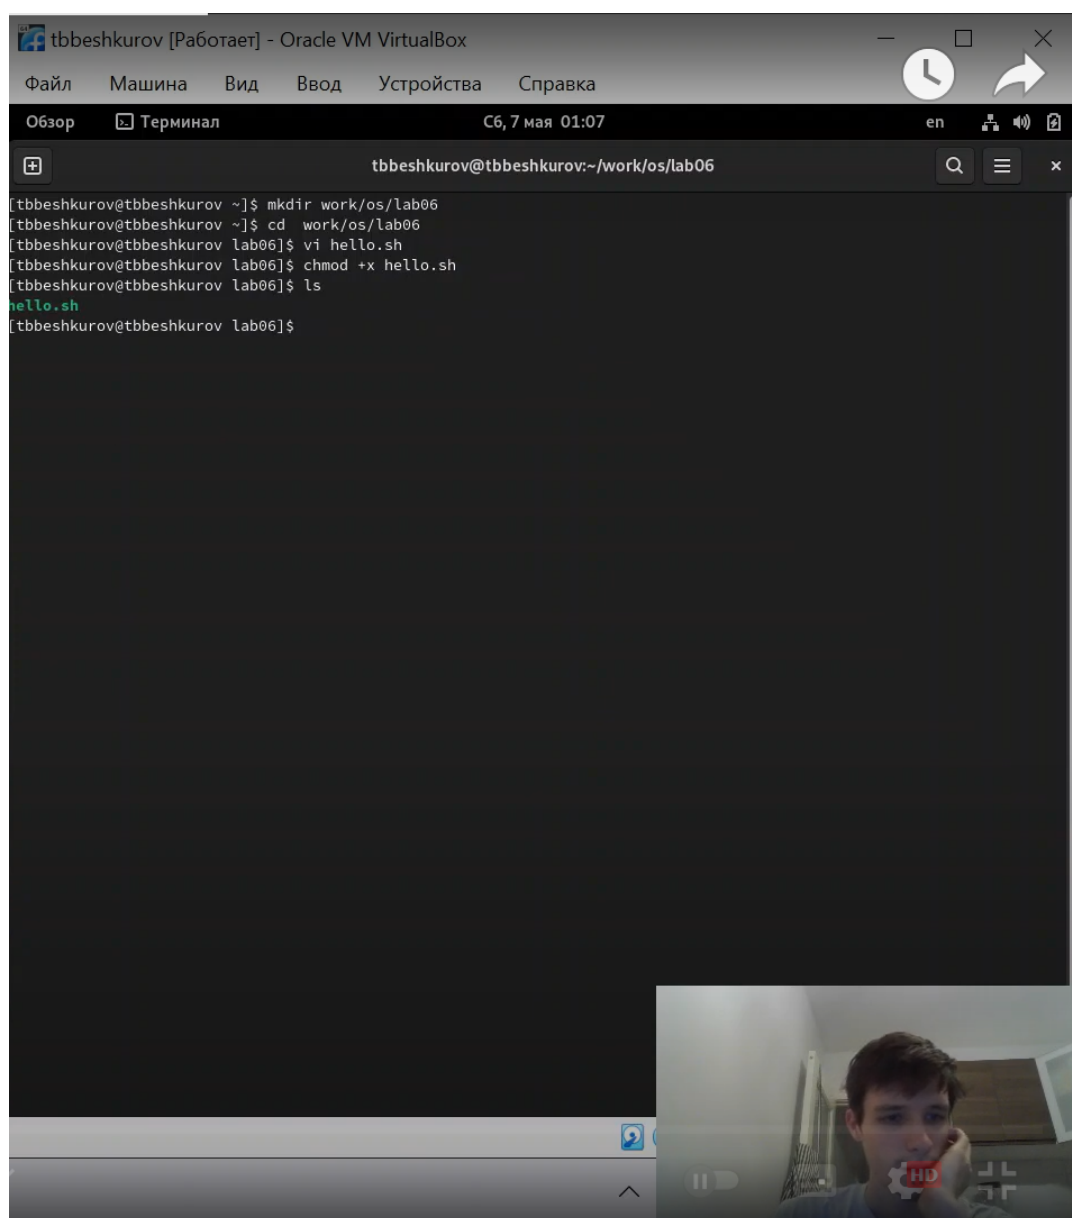 tbbeshkurov [Работает] - Oracle VM VirtualBox
Файл Машина Вид Ввод Устройства Справка
Обзор Терминал Сб, 7 мая 01:07 en
tbbeshkurov@tbbeshkurov:~/work/os/lab06
[tbbeshkurov@tbbeshkurov ~]$ mkdir work/os/lab06
[tbbeshkurov@tbbeshkurov ~]$ cd  work/os/lab06
[tbbeshkurov@tbbeshkurov lab06]$ vi hello.sh
[tbbeshkurov@tbbeshkurov lab06]$ chmod +x hello.sh
[tbbeshkurov@tbbeshkurov lab06]$ ls
hello.sh
[tbbeshkurov@tbbeshkurov lab06]$
HD